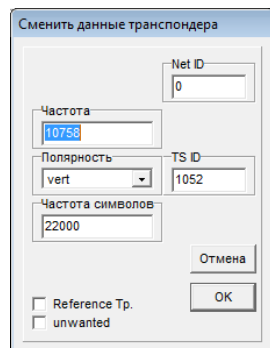 Сменить данные транспондера
Net ID
0
Частота
10758
Полярность
TS ID
vert
1052
Частота символов
22000
Отмена
Reference Tp.
OK
unwanted